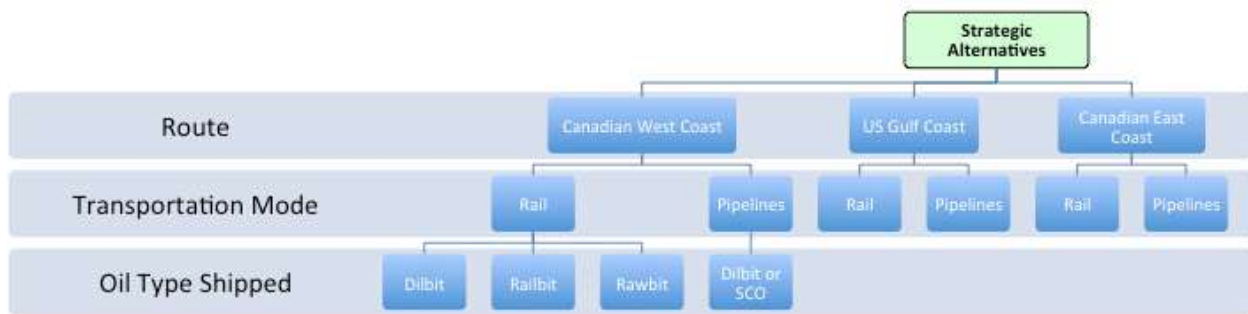 Strategic
Alternatives
Route
Canadian West Coast
US Gulf Coast
Canadian East
Coast
Transportation Mode
Rail
Pipelines
Rail
Pipelines
Rail
Pipelines
Oil Type Shipped
Dilbit
Railbit
Rawbit
Dilbit or
SCO